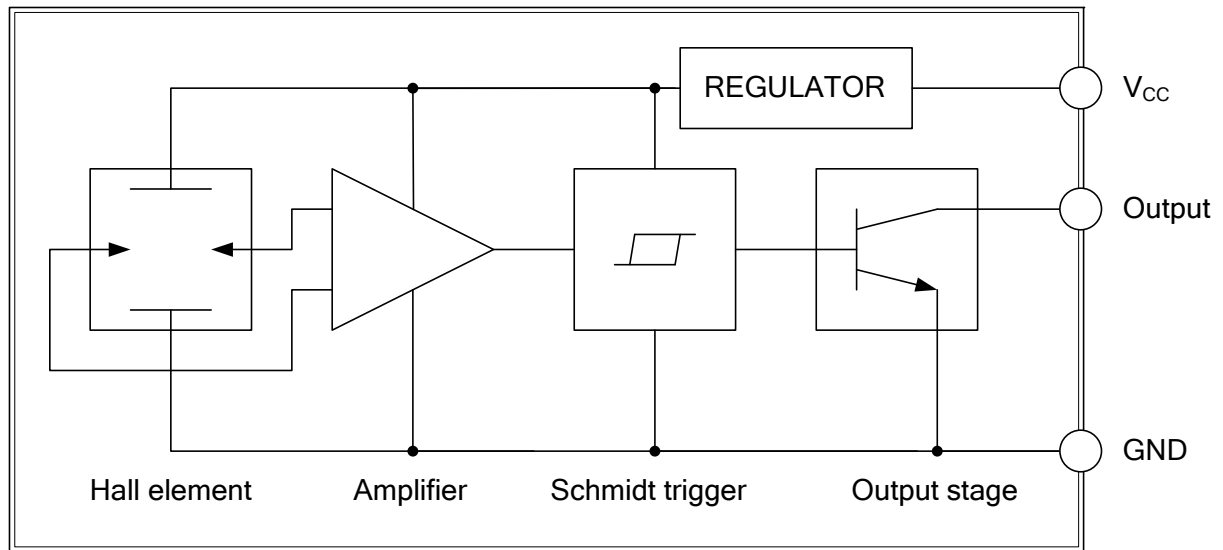 REGULATOR
VCC
Output
GND
Hall element
Amplifier
Schmidt trigger
Output stage